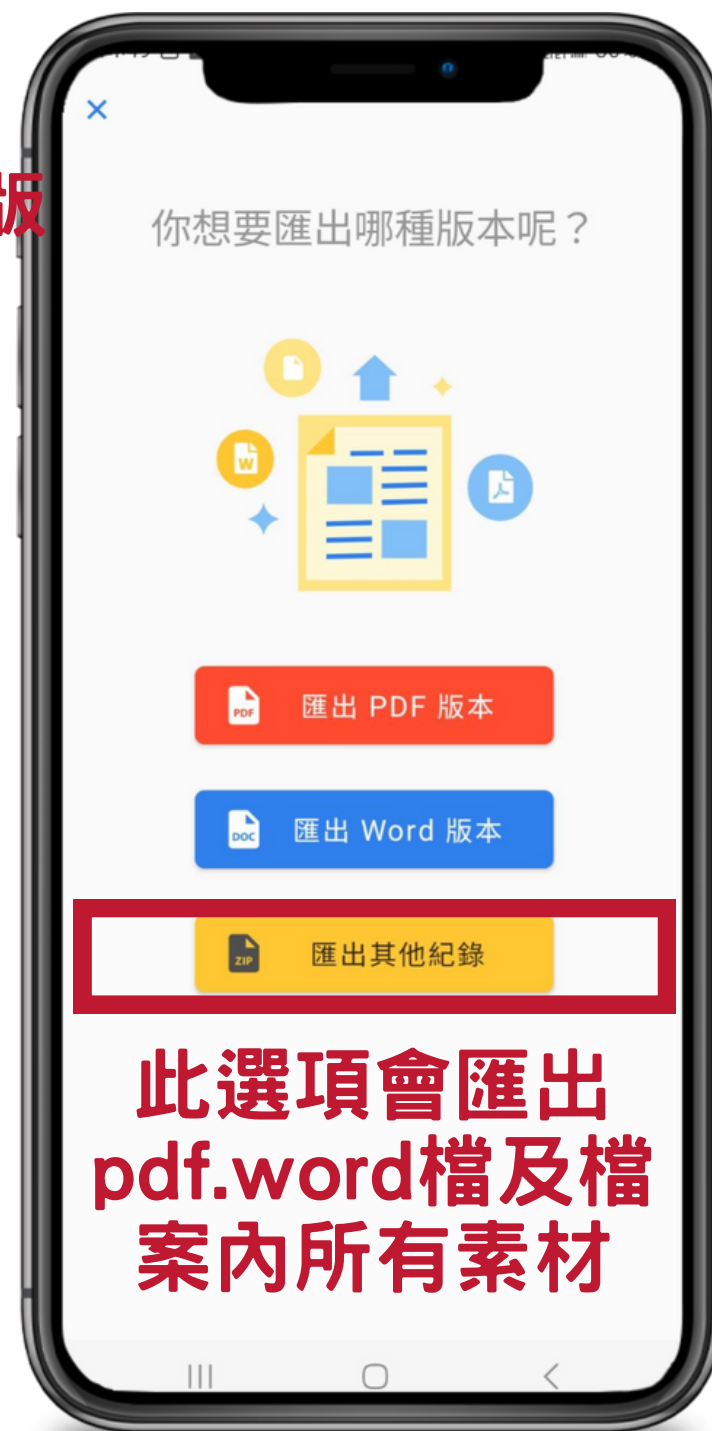 版
你想要匯出哪種版本呢？
W
PDF
匯出 PDF 版本
DOC
匯出 Word 版本
ZIP
匯出其他紀錄
此選項會匯出
pdf.word檔及檔
案內所有素材